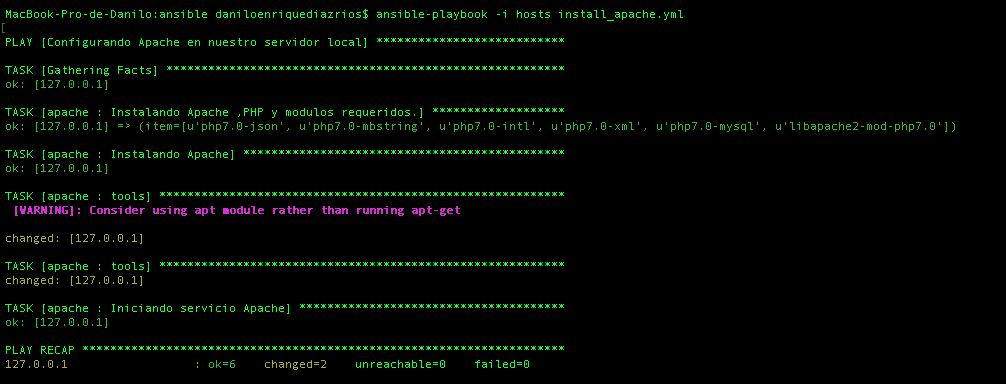 MacBook-Pro-de-Danilo:ansible daniloenriquediazrios$ ansible-playbook -i hosts install_apache.yml
[
PLAY [Configurando Apache en nuestro servidor local] ***************************
TASK [Gathering Facts] *********************************************************
ok: [127.0.0.1]
TASK [apache : Instalando Apache ,PHP y modulos requeridos.] *******************
ok: [127.0.0.1] => (item=[u'php7.0-json', u'php7.0-mbstring', u'php7.0-intl', u'php7.0-xml', u'php7.0-mysql', u'libapache2-mod-php7.0'])
TASK [apache : Instalando Apache] **********************************************
ok: [127.0.0.1]
TASK [apache : tools] **********************************************************
[WARNING]: Consider using apt module rather than running apt-get
changed: [127.0.0.1]
TASK [apache : tools] **********************************************************
changed: [127.0.0.1]
TASK [apache : Iniciando servicio Apache] **************************************
ok: [127.0.0.1]
PLAY RECAP *********************************************************************
127.0.0.1 : ok=6 changed=2 unreachable=0 failed=0